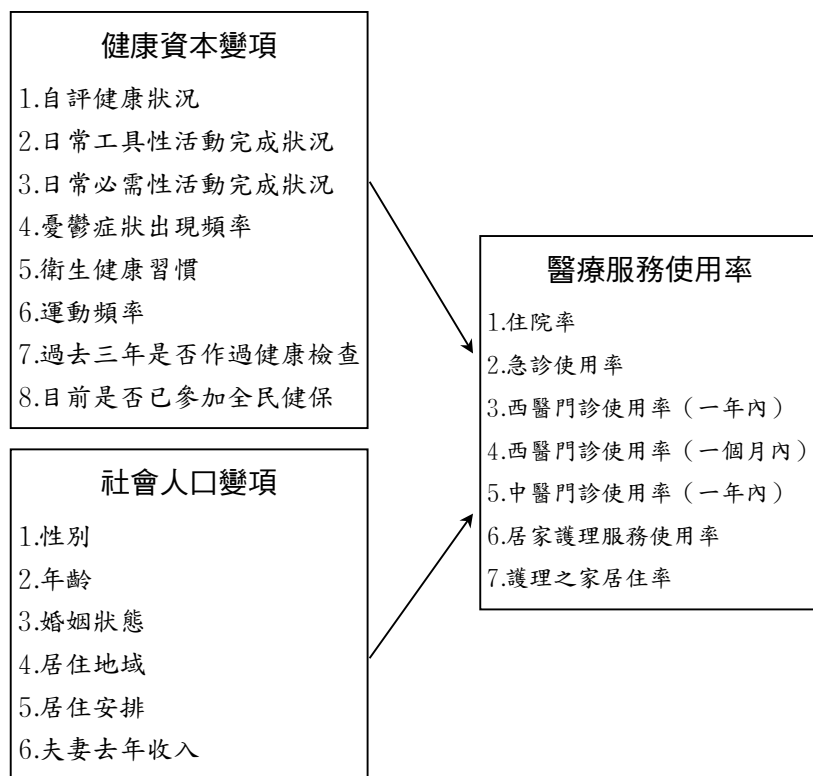 健康資本變項
1.自評健康狀況
2.日常工具性活動完成狀況
3.日常必需性活動完成狀況
4.憂鬱症狀出現頻率
5.衛生健康習慣
6.運動頻率
7.過去三年是否作過健康檢查
8.目前是否已參加全民健保
社會人口變項
1.性別
2.年齡
3.婚姻狀態
4.居住地域
5.居住安排
6.夫妻去年收入
醫療服務使用率
1.住院率
2.急診使用率
3.西醫門診使用率（一年內）
4.西醫門診使用率（一個月內）
5.中醫門診使用率（一年內）
6.居家護理服務使用率
7.護理之家居住率